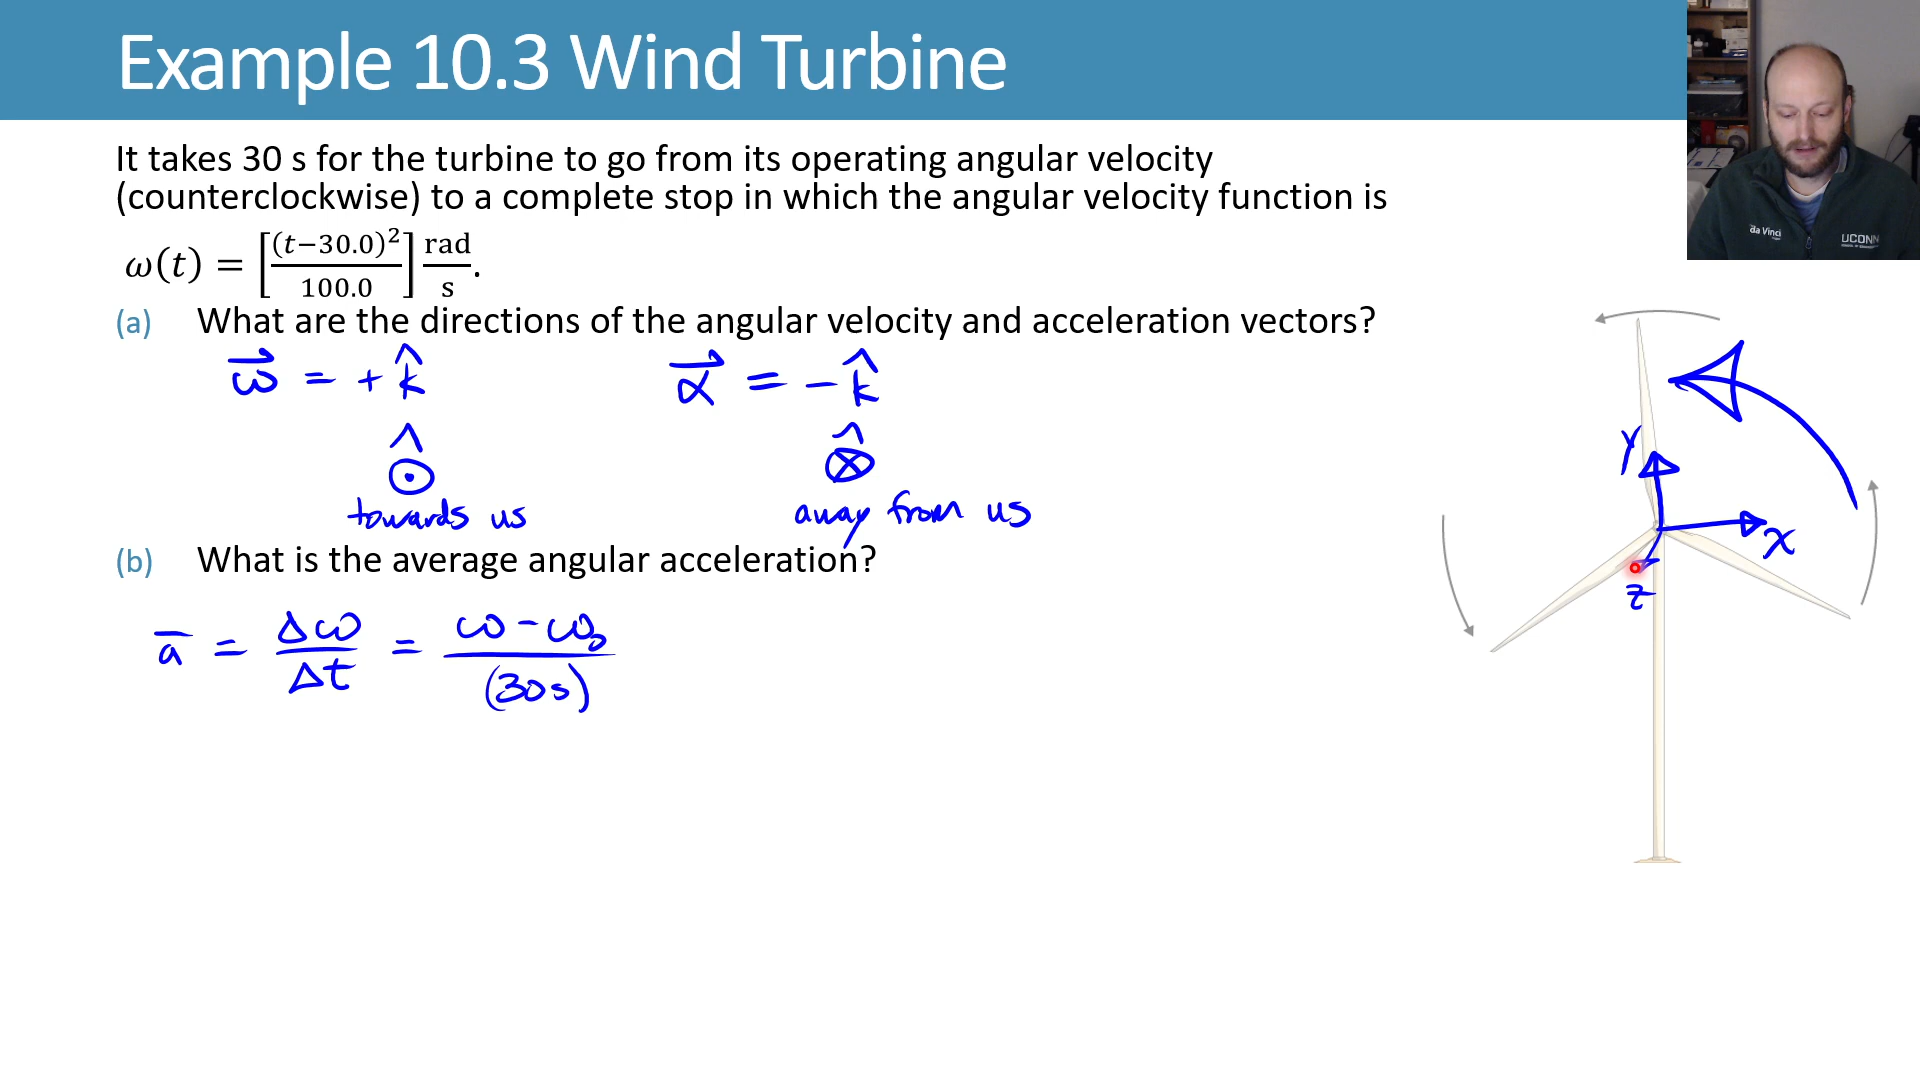 Example 10.3 Wind Turbine
da Vinci
UCONN
It takes 30 s for the turbine to go from its operating angular velocity
(counterclockwise) to a complete stop in which the angular velocity function is
ω(t) = [(t−30.0)²/100.0] rad/s.
(a) What are the directions of the angular velocity and acceleration vectors?
ω⃗ = + k̂ α⃗ = − k̂
towards us away from us
(b) What is the average angular acceleration?
a̅ = Δω/Δt = ω − ω₀/(30s)
Y
X
Z